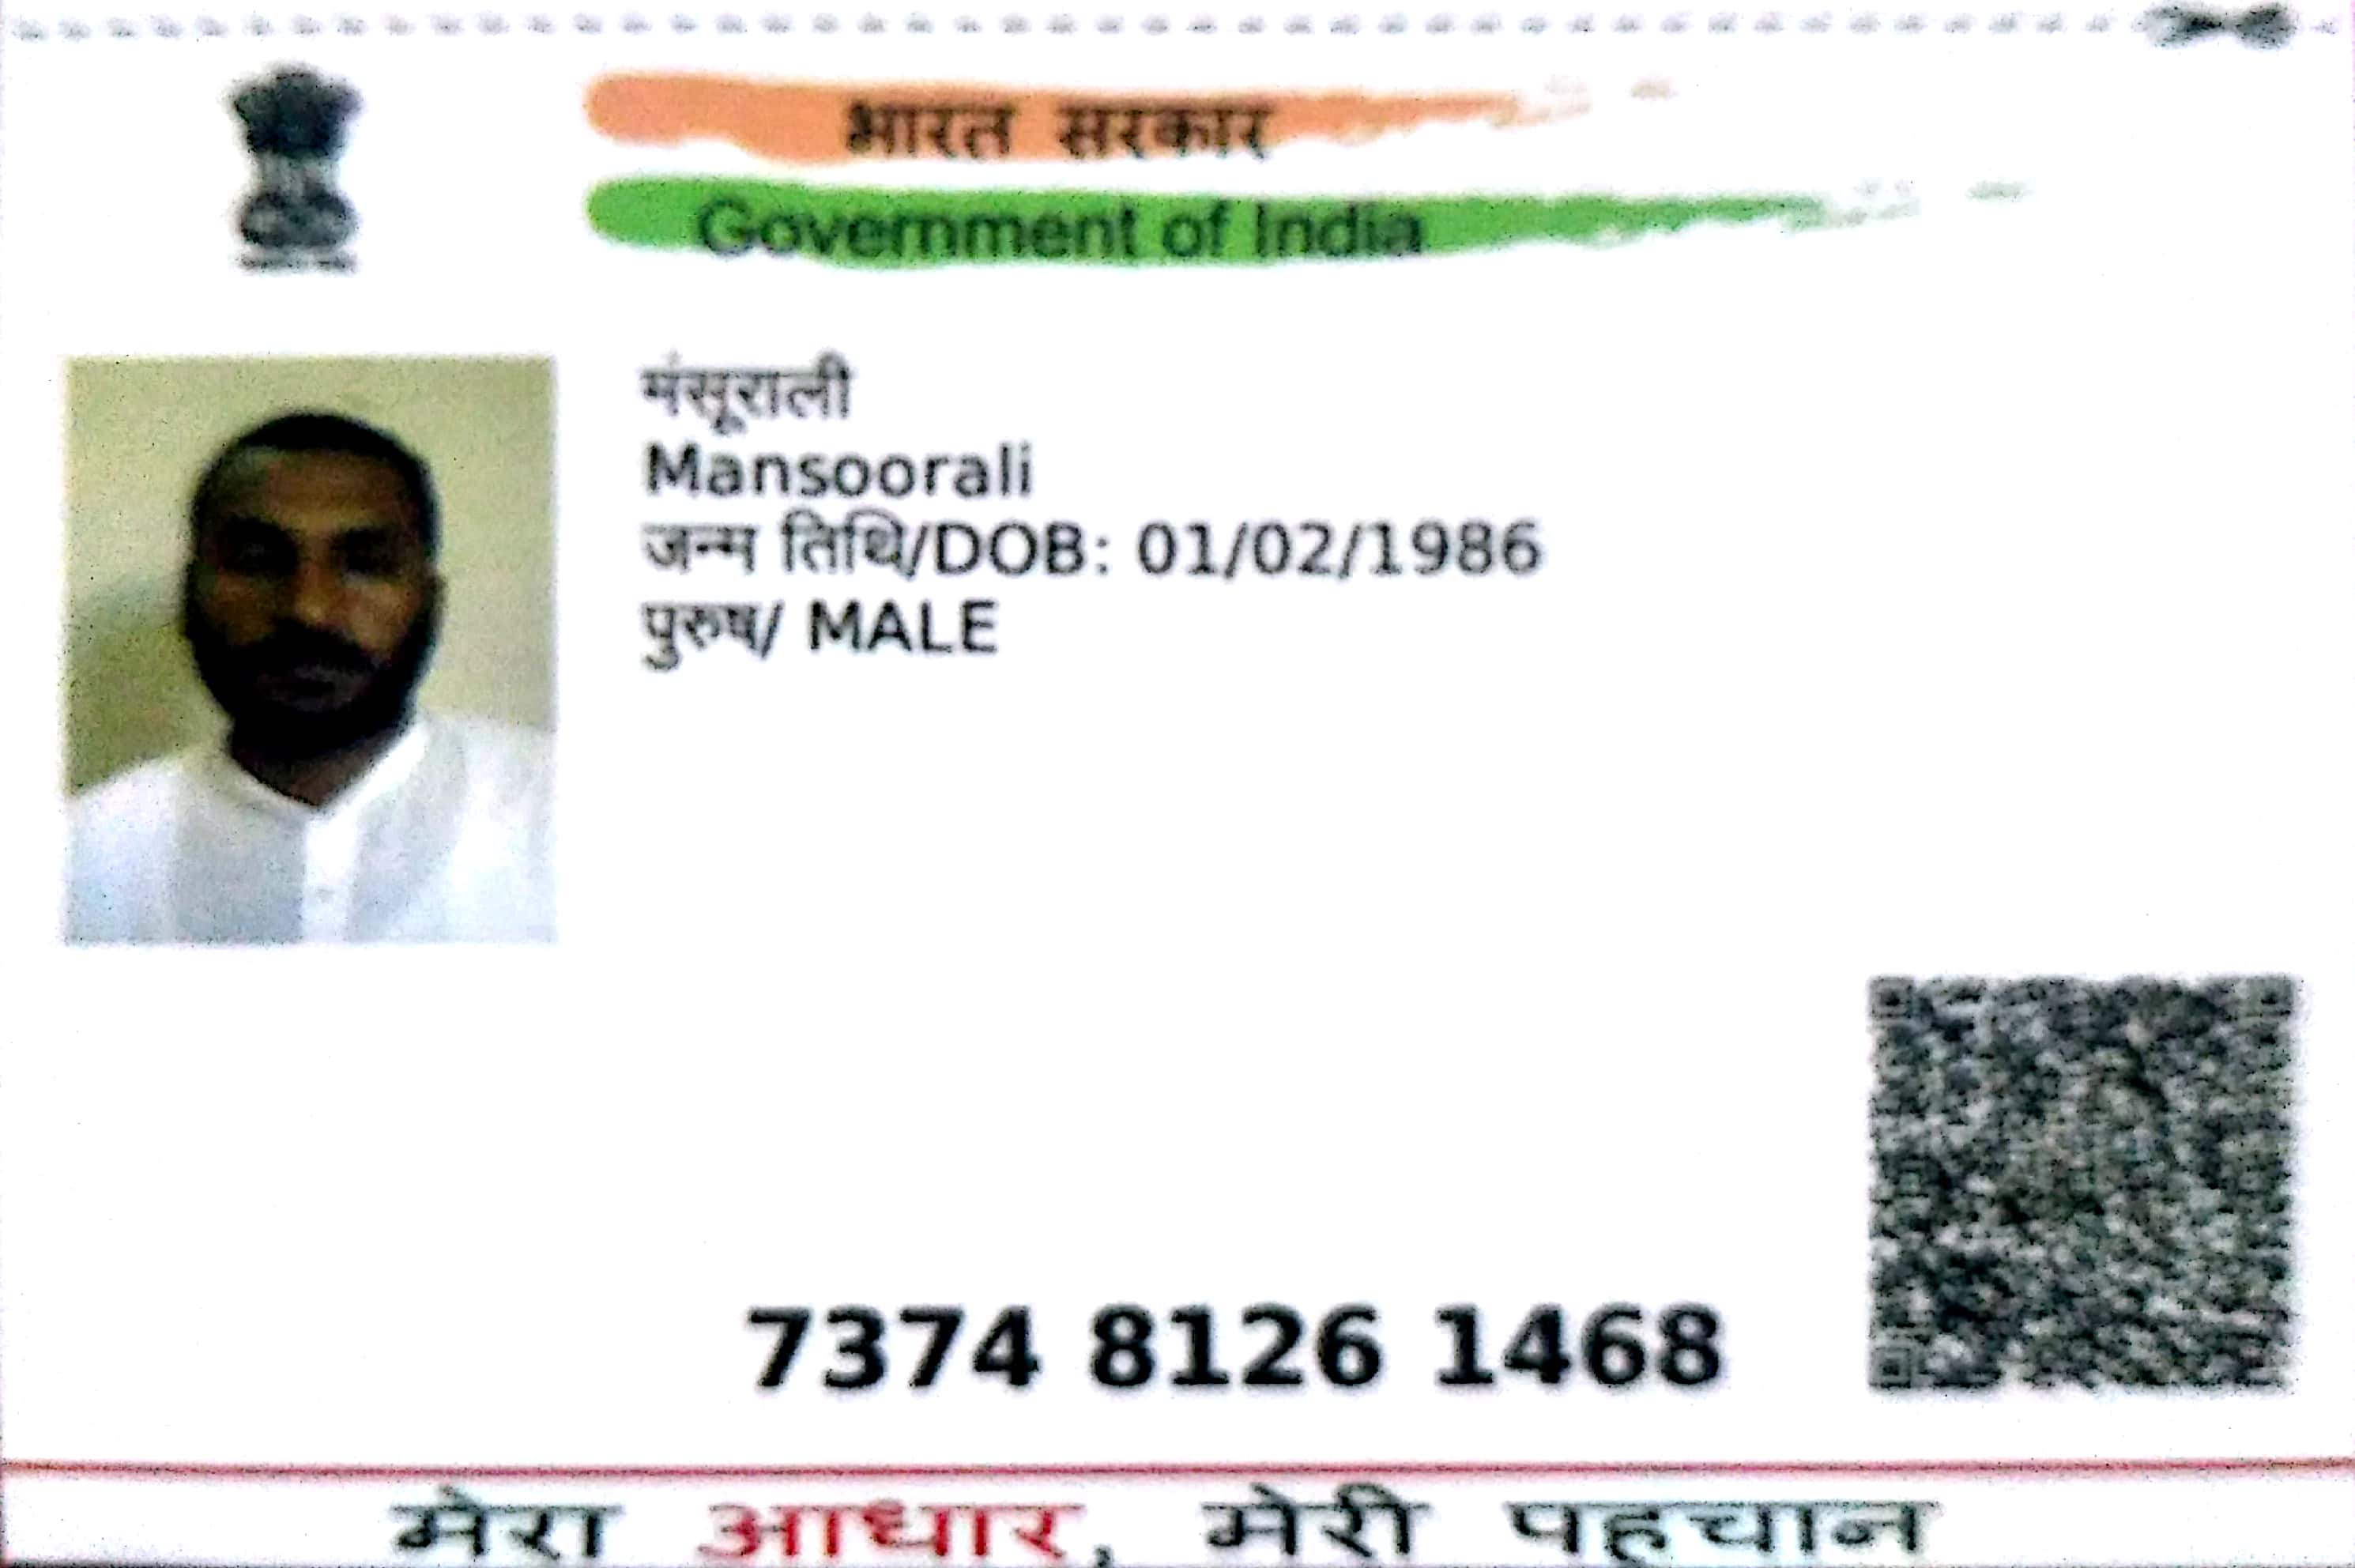 भारत सरकार
Government of India
मंसूराली
Mansoorali
जन्म तिथि/DOB: 01/02/1986
पुरुष/ MALE
7374 8126 1468
मेरा आधार, मेरी पहचान